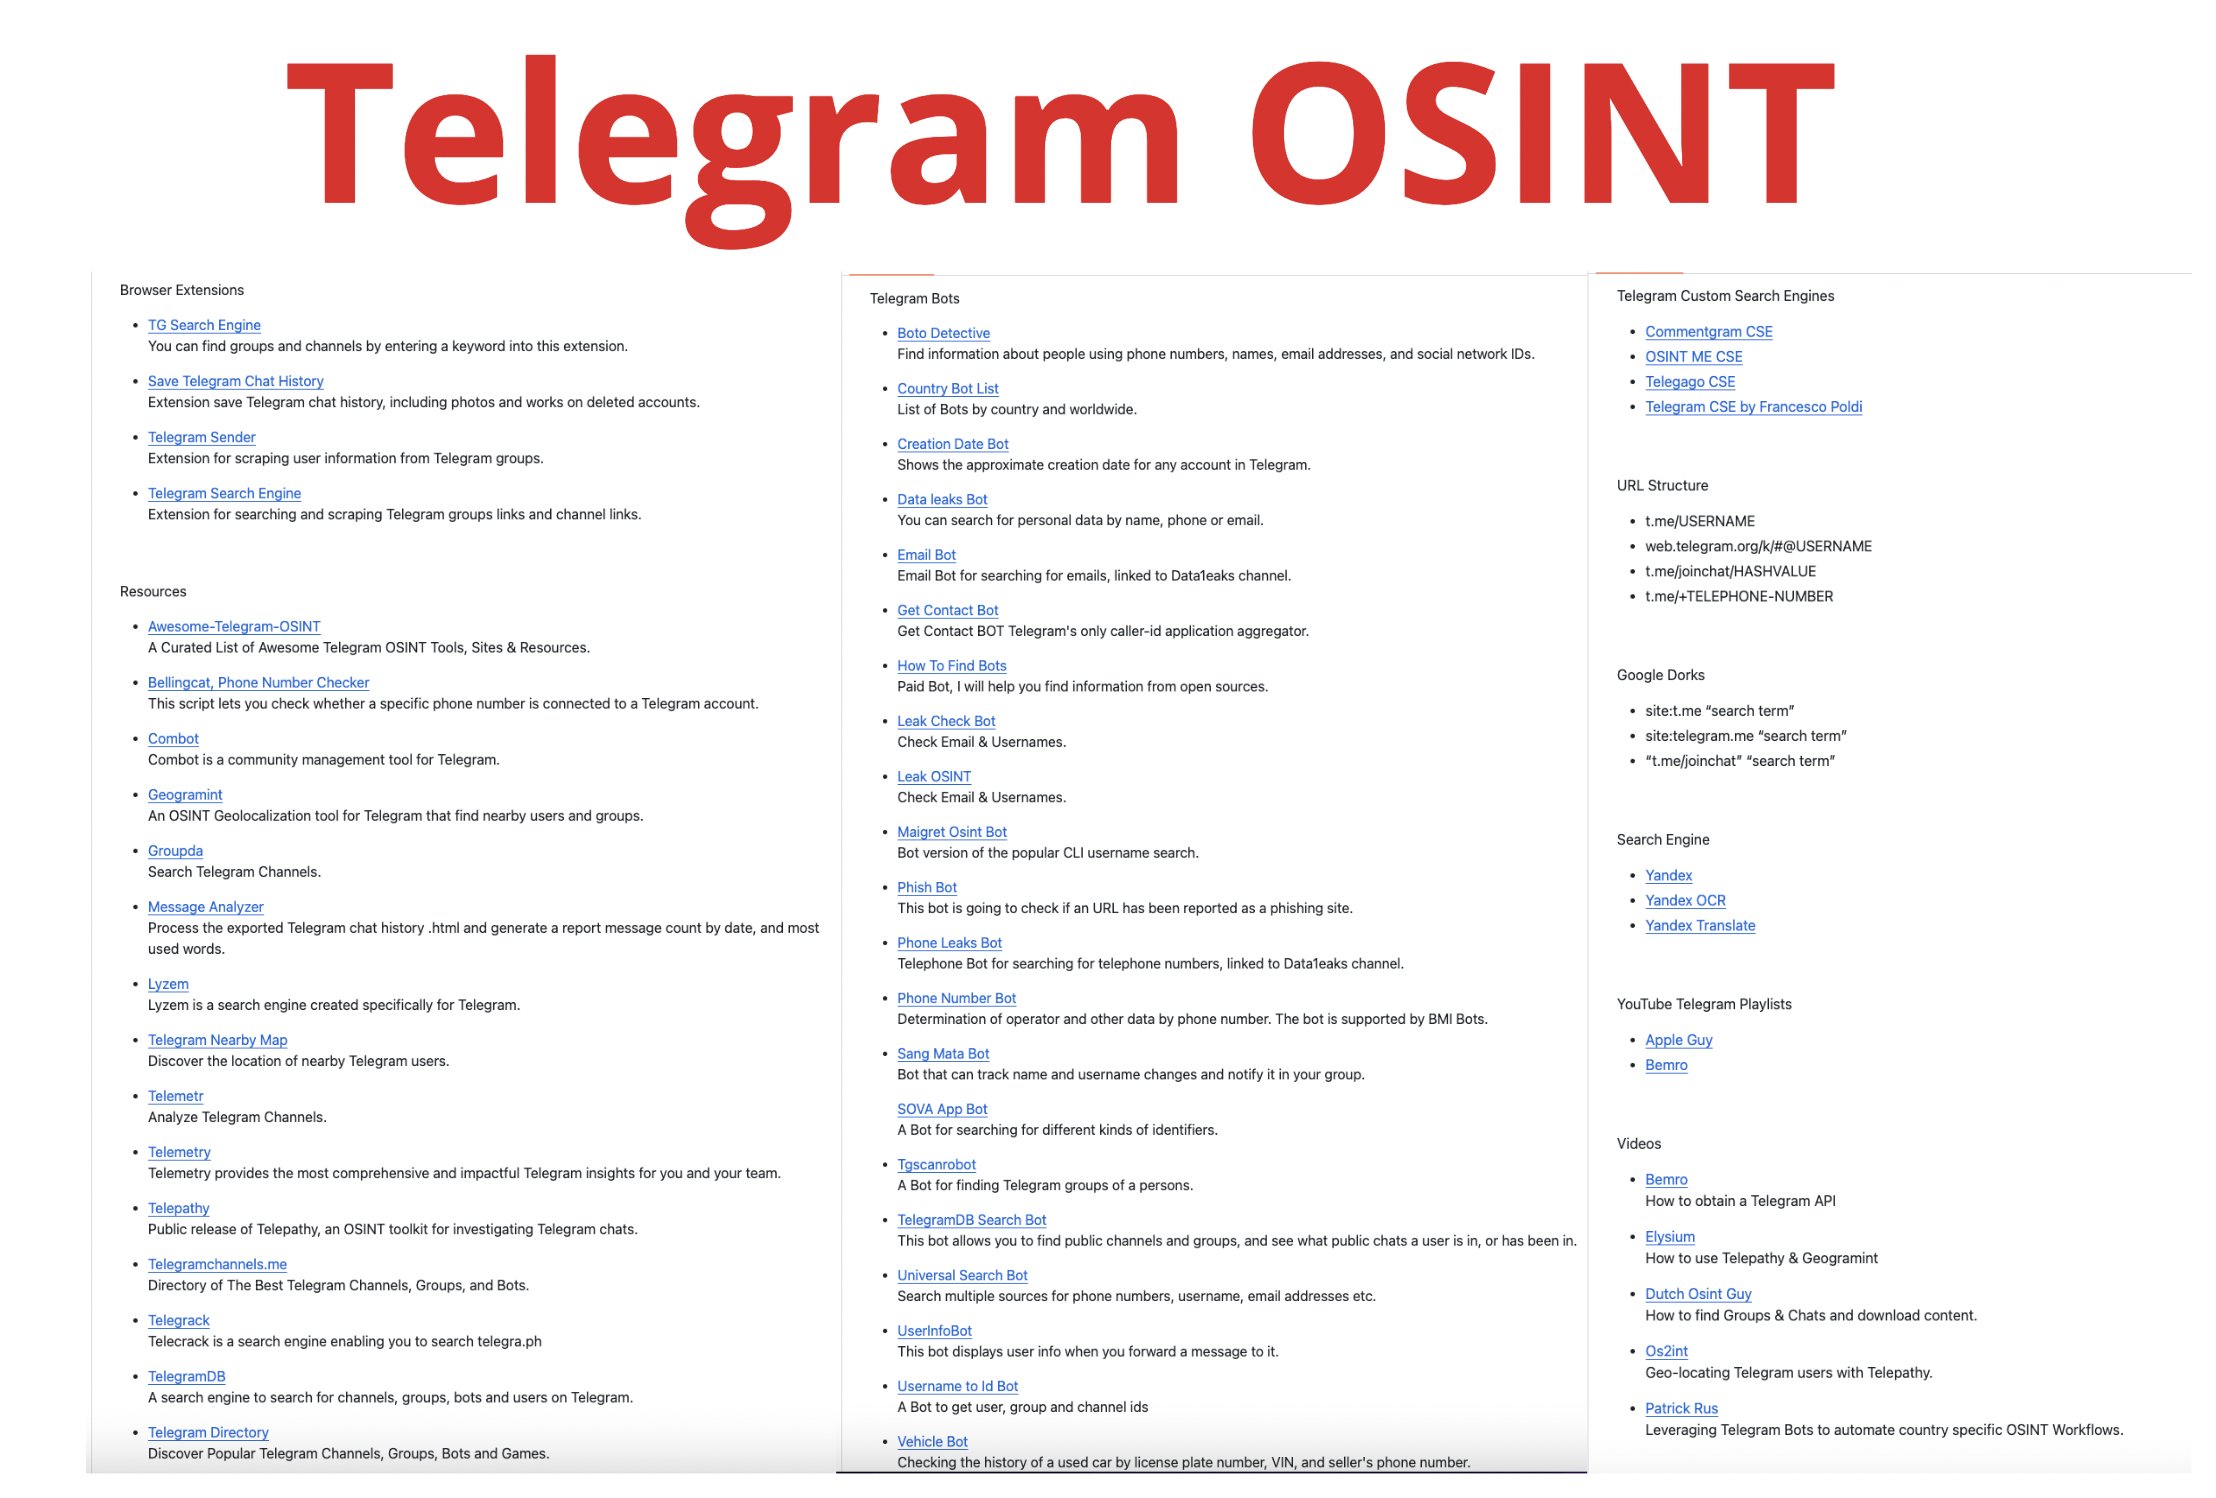 Telegram OSINT
Browser Extensions
TG Search Engine
You can find groups and channels by entering a keyword into this extension.
Save Telegram Chat History
Extension save Telegram chat history, including photos and works on deleted accounts.
Telegram Sender
Extension for scraping user information from Telegram groups.
Telegram Search Engine
Extension for searching and scraping Telegram groups links and channel links.
Resources
Awesome-Telegram-OSINT
A Curated List of Awesome Telegram OSINT Tools, Sites & Resources.
Bellingcat, Phone Number Checker
This script lets you check whether a specific phone number is connected to a Telegram account.
Combot
Combot is a community management tool for Telegram.
Geogramint
An OSINT Geolocalization tool for Telegram that find nearby users and groups.
Groupda
Search Telegram Channels.
Message Analyzer
Process the exported Telegram chat history .html and generate a report message count by date, and most
used words.
Lyzem
Lyzem is a search engine created specifically for Telegram.
Telegram Nearby Map
Discover the location of nearby Telegram users.
Telemetr
Analyze Telegram Channels.
Telemetry
Telemetry provides the most comprehensive and impactful Telegram insights for you and your team.
Telepathy
Public release of Telepathy, an OSINT toolkit for investigating Telegram chats.
Telegramchannels.me
Directory of The Best Telegram Channels, Groups, and Bots.
Telegrack
Telecrack is a search engine enabling you to search telegra.ph
TelegramDB
A search engine to search for channels, groups, bots and users on Telegram.
Telegram Directory
Discover Popular Telegram Channels, Groups, Bots and Games.
Telegram Bots
Boto Detective
Find information about people using phone numbers, names, email addresses, and social network IDs.
Country Bot List
List of Bots by country and worldwide.
Creation Date Bot
Shows the approximate creation date for any account in Telegram.
Data leaks Bot
You can search for personal data by name, phone or email.
Email Bot
Email Bot for searching for emails, linked to Data1eaks channel.
Get Contact Bot
Get Contact BOT Telegram's only caller-id application aggregator.
How To Find Bots
Paid Bot, I will help you find information from open sources.
Leak Check Bot
Check Email & Usernames.
Leak OSINT
Check Email & Usernames.
Maigret Osint Bot
Bot version of the popular CLI username search.
Phish Bot
This bot is going to check if an URL has been reported as a phishing site.
Phone Leaks Bot
Telephone Bot for searching for telephone numbers, linked to Data1eaks channel.
Phone Number Bot
Determination of operator and other data by phone number. The bot is supported by BMI Bots.
Sang Mata Bot
Bot that can track name and username changes and notify it in your group.
SOVA App Bot
A Bot for searching for different kinds of identifiers.
Tgscanrobot
A Bot for finding Telegram groups of a persons.
TelegramDB Search Bot
This bot allows you to find public channels and groups, and see what public chats a user is in, or has been in.
Universal Search Bot
Search multiple sources for phone numbers, username, email addresses etc.
UserInfoBot
This bot displays user info when you forward a message to it.
Username to Id Bot
A Bot to get user, group and channel ids
Vehicle Bot
Checking the history of a used car by license plate number, VIN, and seller's phone number.
Telegram Custom Search Engines
Commentgram CSE
OSINT ME CSE
Telegago CSE
Telegram CSE by Francesco Poldi
URL Structure
t.me/USERNAME
web.telegram.org/k/#@USERNAME
t.me/joinchat/HASHVALUE
t.me/+TELEPHONE-NUMBER
Google Dorks
site:t.me “search term”
site:telegram.me “search term”
“t.me/joinchat” “search term”
Search Engine
Yandex
Yandex OCR
Yandex Translate
YouTube Telegram Playlists
Apple Guy
Bemro
Videos
Bemro
How to obtain a Telegram API
Elysium
How to use Telepathy & Geogramint
Dutch Osint Guy
How to find Groups & Chats and download content.
Os2int
Geo-locating Telegram users with Telepathy.
Patrick Rus
Leveraging Telegram Bots to automate country specific OSINT Workflows.